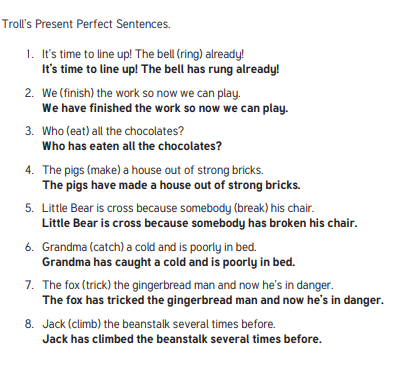 Troll's Present Perfect Sentences.
1. It's time to line up! The bell (ring) already!
It's time to line up! The bell has rung already!
2. We (finish) the work so now we can play.
We have finished the work so now we can play.
3. Who (eat) all the chocolates?
Who has eaten all the chocolates?
4. The pigs (make) a house out of strong bricks.
The pigs have made a house out of strong bricks.
5. Little Bear is cross because somebody (break) his chair.
Little Bear is cross because somebody has broken his chair.
6. Grandma (catch) a cold and is poorly in bed.
Grandma has caught a cold and is poorly in bed.
7. The fox (trick) the gingerbread man and now he's in danger.
The fox has tricked the gingerbread man and now he's in danger.
8. Jack (climb) the beanstalk several times before.
Jack has climbed the beanstalk several times before.